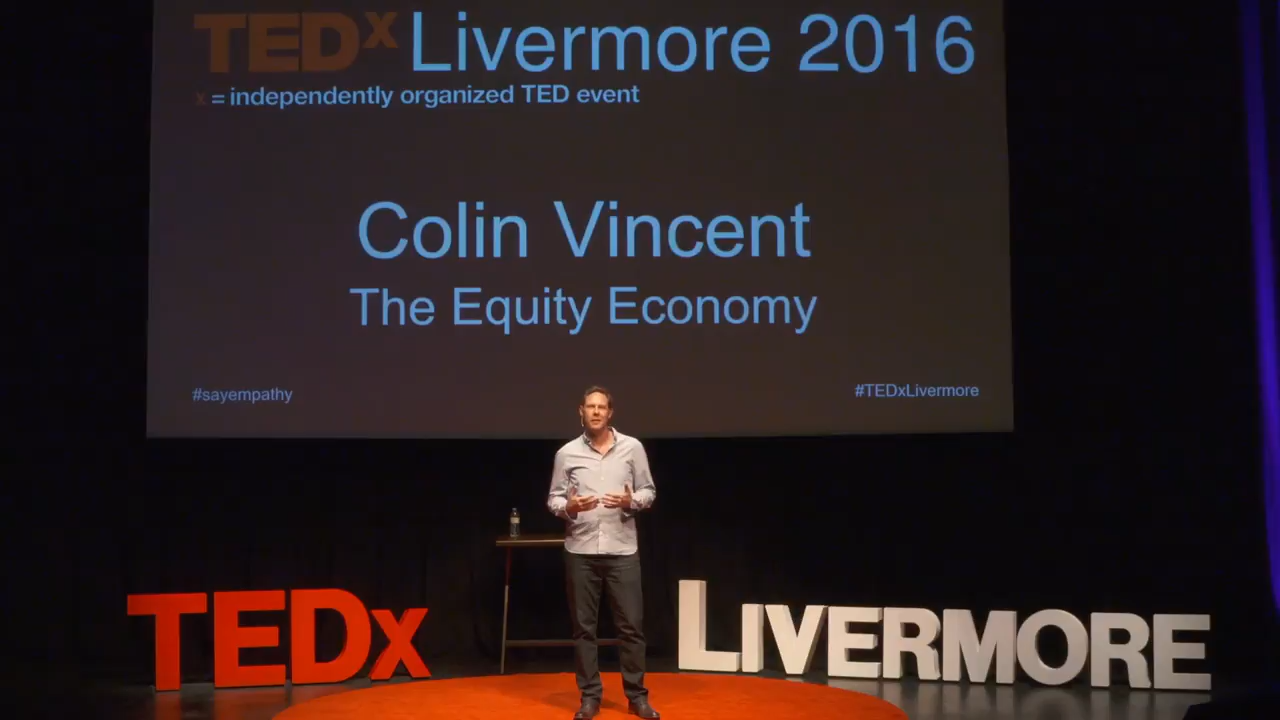 TEDx Livermore 2016
x = independently organized TED event
Colin Vincent
The Equity Economy
#sayempathy #TEDxLivermore
TEDx LIVERMORE